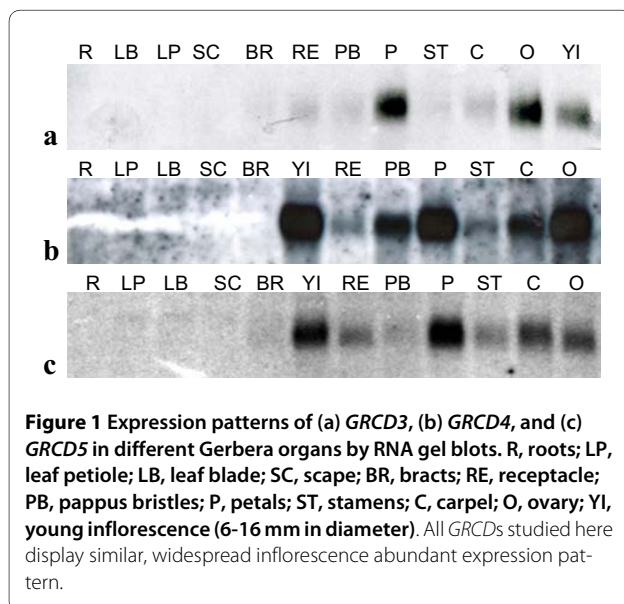 R LB LP SC BR RE PB P ST C O YI
a
R LP LB SC BR YI RE PB P ST C O
b
R LP LB SC BR YI RE PB P ST C O
c
Figure 1 Expression patterns of (a) GRCD3, (b) GRCD4, and (c)
GRCD5 in different Gerbera organs by RNA gel blots. R, roots; LP,
leaf petiole; LB, leaf blade; SC, scape; BR, bracts; RE, receptacle;
PB, pappus bristles; P, petals; ST, stamens; C, carpel; O, ovary; YI,
young inflorescence (6-16 mm in diameter). All GRCDs studied here
display similar, widespread inflorescence abundant expression pat-
tern.